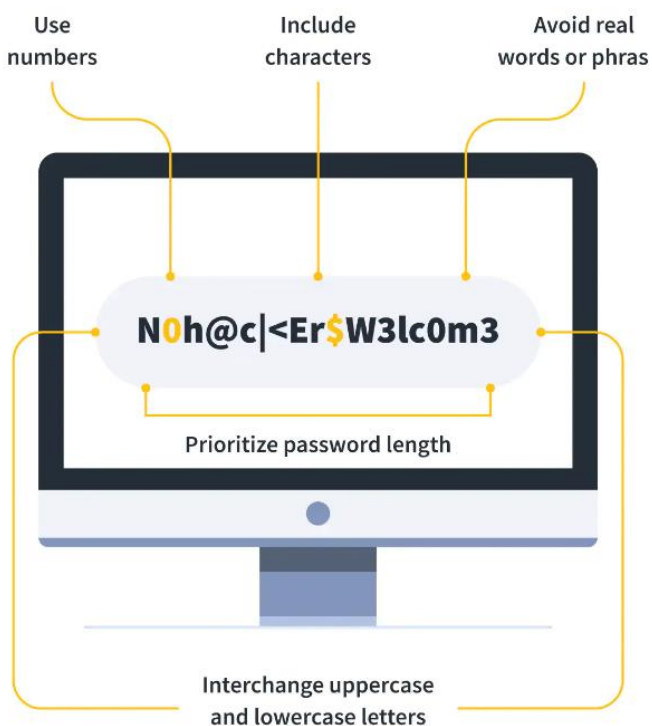 Use
numbers
Include
characters
Avoid real
words or phras
N0h@c|<Er$W3lc0m3
Prioritize password length
Interchange uppercase
and lowercase letters